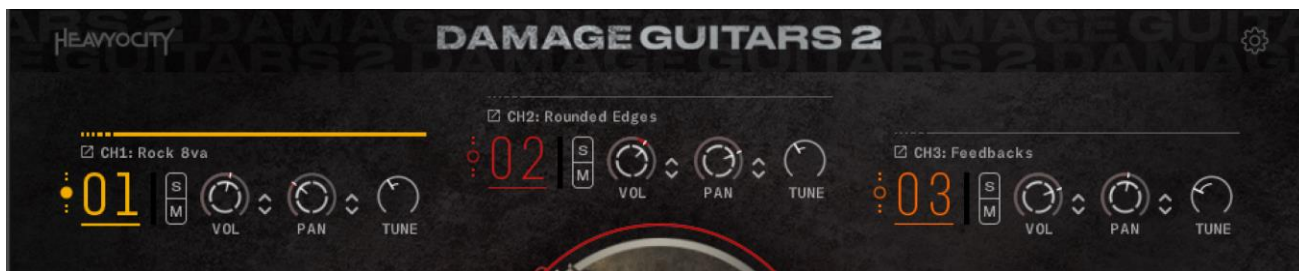 HEAVYOCITY
DAMAGE GUITARS 2
CH1: Rock 8va
01
S
M
VOL
PAN
TUNE
CH2: Rounded Edges
02
S
M
VOL
PAN
TUNE
CH3: Feedbacks
03
S
M
VOL
PAN
TUNE